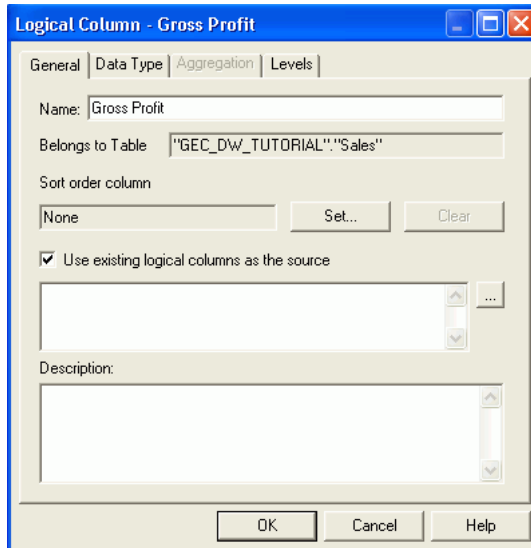 Logical Column - Gross Profit
General Data Type Aggregation Levels
Name: Gross Profit
Belongs to Table "GEC_DW_TUTORIAL"."Sales"
Sort order column
None Set... Clear
Use existing logical columns as the source
...
Description:
OK Cancel Help